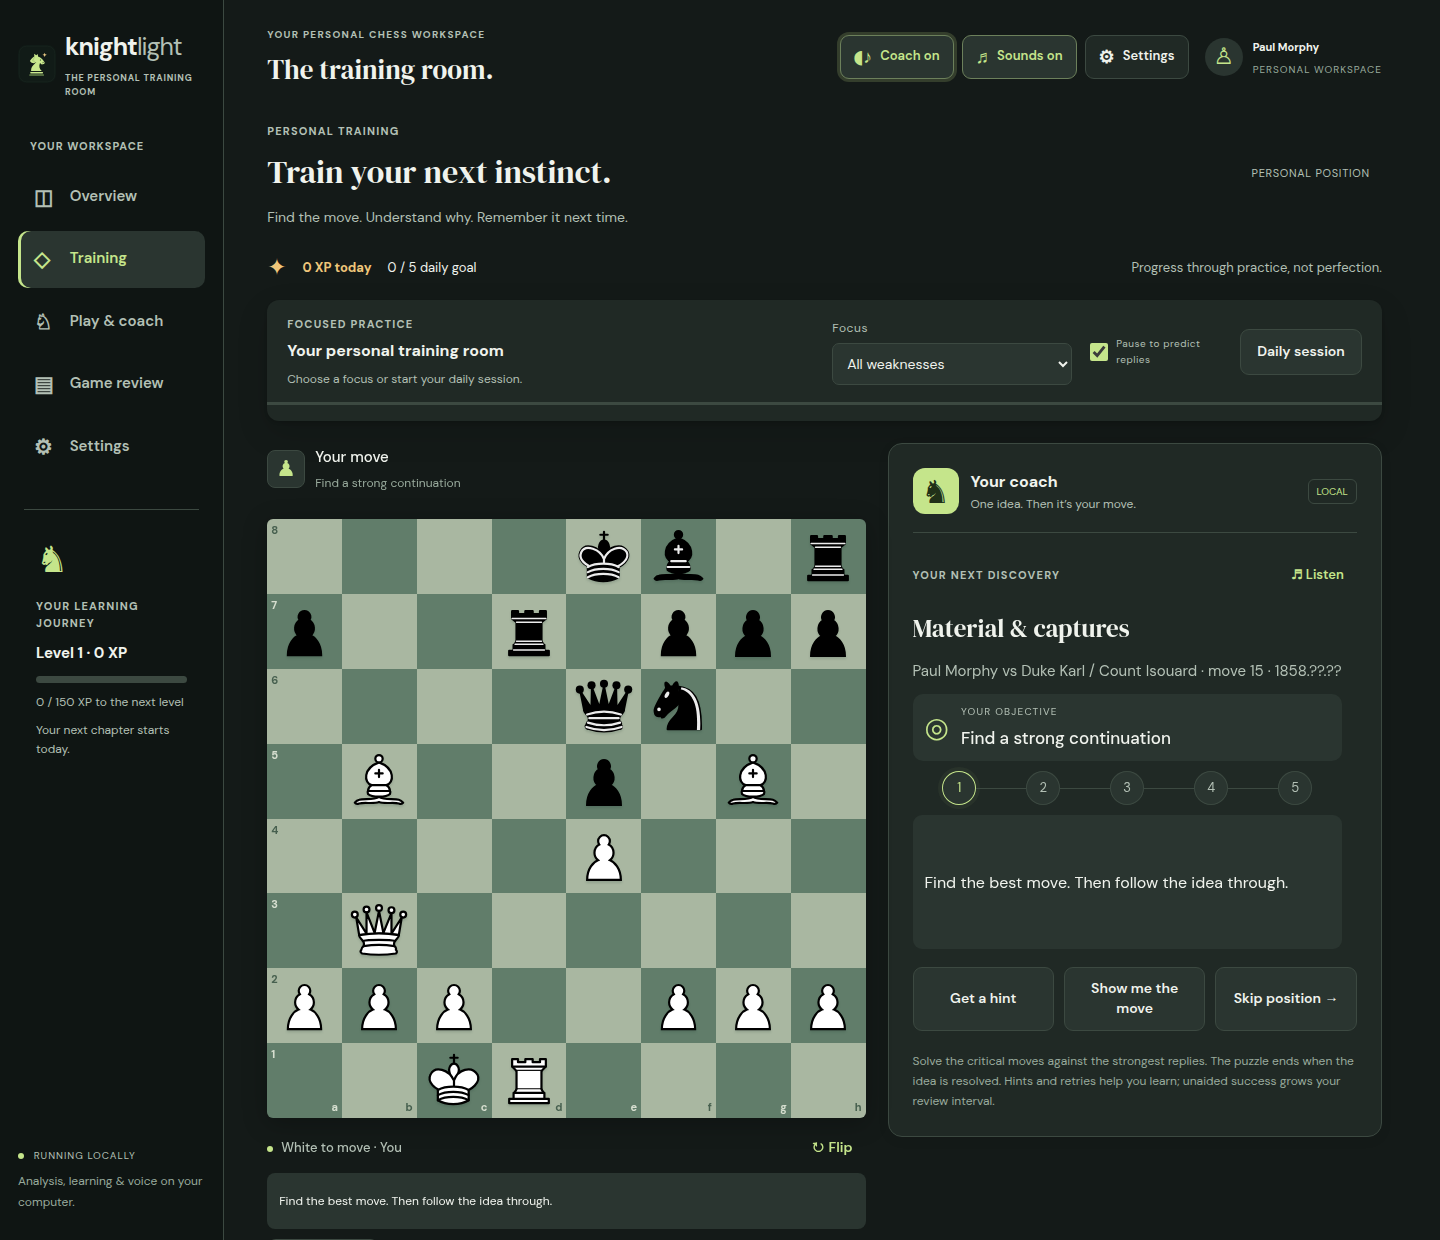 knightlight
THE PERSONAL TRAINING
ROOM
YOUR WORKSPACE
Overview
Training
Play & coach
Game review
Settings
YOUR LEARNING
JOURNEY
Level 1 · 0 XP
0 / 150 XP to the next level
Your next chapter starts
today.
RUNNING LOCALLY
Analysis, learning & voice on your
computer.
YOUR PERSONAL CHESS WORKSPACE
The training room.
Coach on
Sounds on
Settings
Paul Morphy
PERSONAL WORKSPACE
PERSONAL TRAINING
Train your next instinct.
PERSONAL POSITION
Find the move. Understand why. Remember it next time.
0 XP today 0 / 5 daily goal
Progress through practice, not perfection.
FOCUSED PRACTICE
Your personal training room
Choose a focus or start your daily session.
Focus
All weaknesses
Pause to predict
replies
Daily session
Your move
Find a strong continuation
8
7
6
5
4
3
2
1
a b c d e f g h
White to move · You
↻ Flip
Find the best move. Then follow the idea through.
Your coach
One idea. Then it's your move.
LOCAL
YOUR NEXT DISCOVERY
♬ Listen
Material & captures
Paul Morphy vs Duke Karl / Count Isouard · move 15 · 1858.??.??
YOUR OBJECTIVE
Find a strong continuation
1 2 3 4 5
Find the best move. Then follow the idea through.
Get a hint
Show me the
move
Skip position →
Solve the critical moves against the strongest replies. The puzzle ends when the
idea is resolved. Hints and retries help you learn; unaided success grows your
review interval.